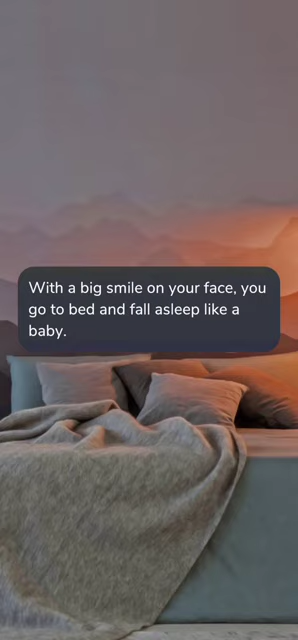 With a big smile on your face, you
go to bed and fall asleep like a
baby.